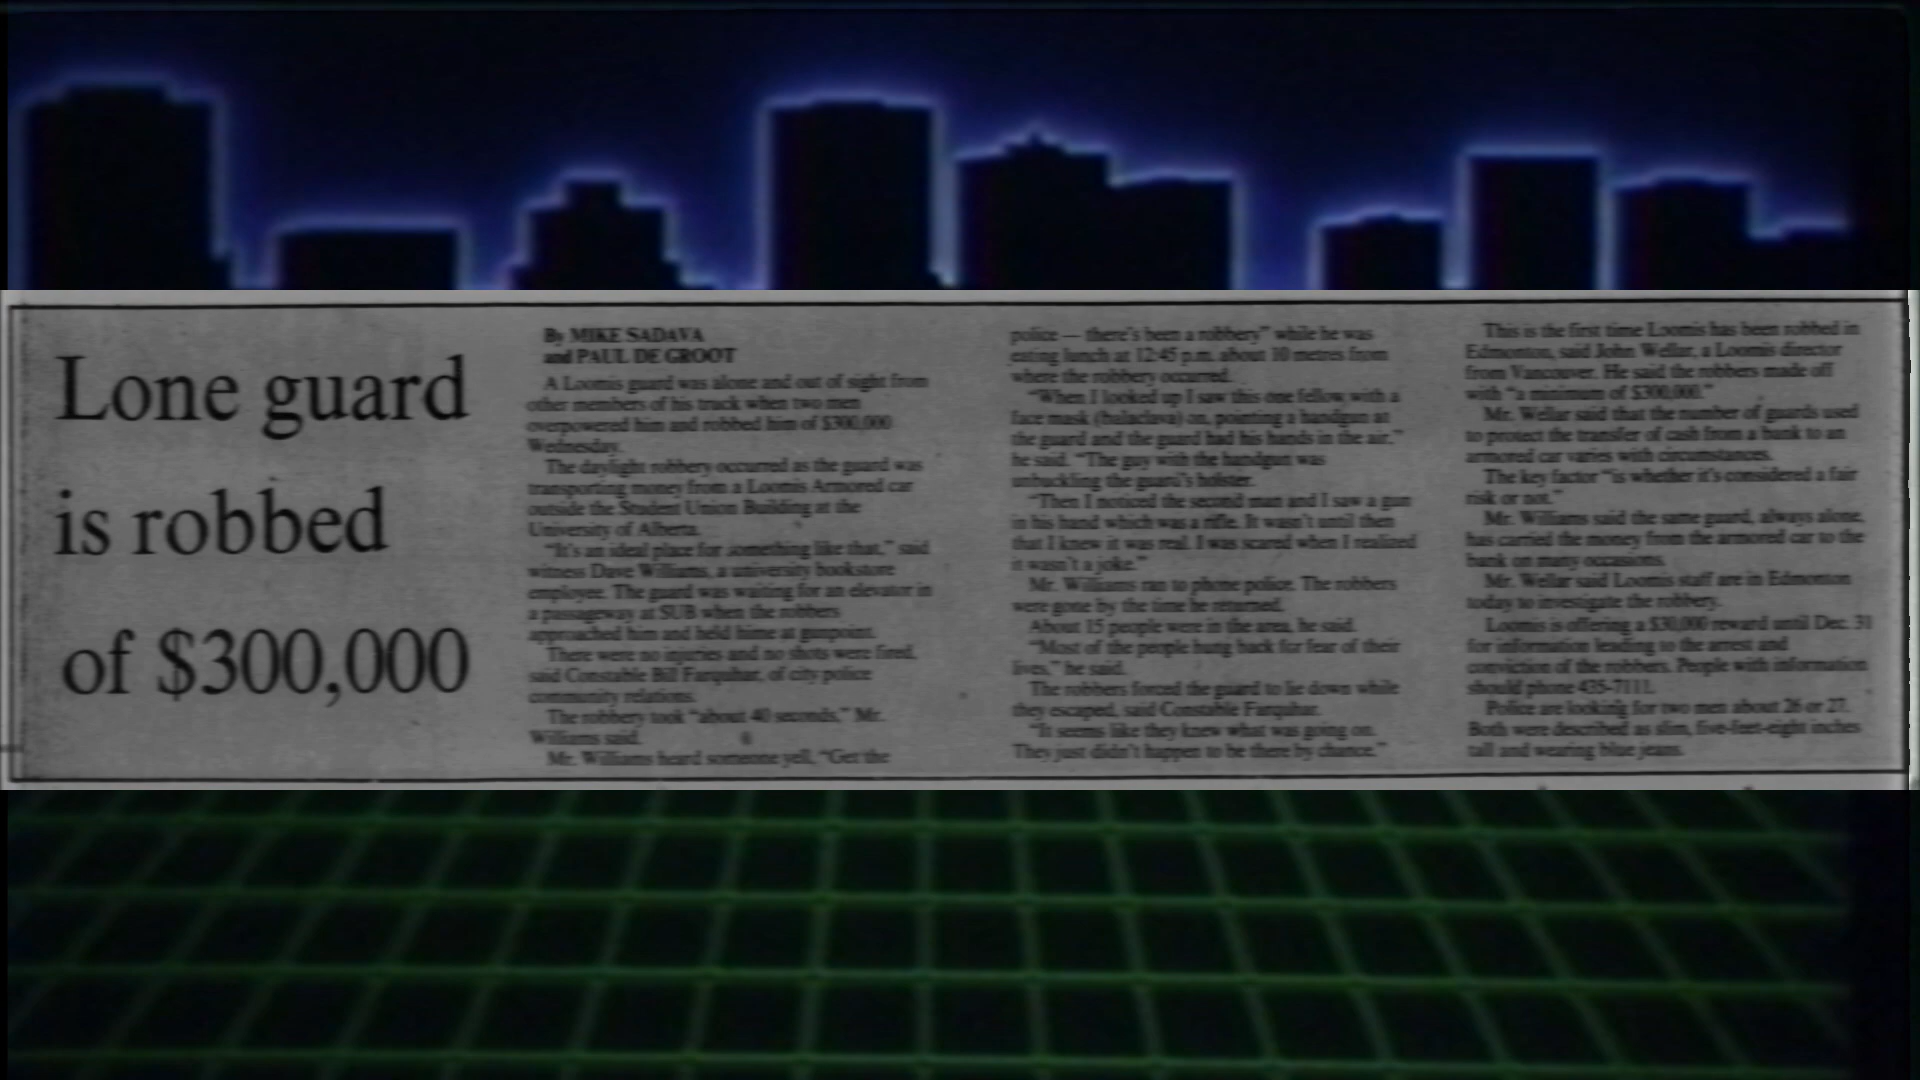 Lone guard
is robbed
of $300,000
By MIKE SADAVA
and PAUL DE GROOT
A Loomis guard was alone and out of sight from
other members of his truck when two men
overpowered him and robbed him of $300,000
Wednesday.
The daylight robbery occurred as the guard was
transporting money from a Loomis Armored car
outside the Student Union Building at the
University of Alberta.
"It's an ideal place for something like that," said
witness Dave Williams, a university bookstore
employee. The guard was waiting for an elevator in
a passageway at SUB when the robbers
approached him and held hime at gunpoint.
There were no injuries and no shots were fired,
said Constable Bill Farquhar, of city police
community relations.
The robbery took "about 40 seconds," Mr.
Williams said.
Mr. Williams heard someone yell, "Get the
police — there's been a robbery" while he was
eating lunch at 12:45 p.m. about 10 metres from
where the robbery occurred.
"When I looked up I saw this one fellow with a
face mask (balaclava) on, pointing a handgun at
the guard and the guard had his hands in the air,"
he said. "The guy with the handgun was
unbuckling the guard's holster.
"Then I noticed the second man and I saw a gun
in his hand which was a rifle. It wasn't until then
that I knew it was real. I was scared when I realized
it wasn't a joke."
Mr. Williams ran to phone police. The robbers
were gone by the time he returned.
About 15 people were in the area, he said.
"Most of the people hung back for fear of their
lives," he said.
The robbers forced the guard to lie down while
they escaped, said Constable Farquhar.
"It seems like they knew what was going on.
They just didn't happen to be there by chance."
This is the first time Loomis has been robbed in
Edmonton, said John Wellar, a Loomis director
from Vancouver. He said the robbers made off
with "a minimum of $300,000."
Mr. Wellar said that the number of guards used
to protect the transfer of cash from a bank to an
armored car varies with circumstances.
The key factor "is whether it's considered a fair
risk or not."
Mr. Williams said the same guard, always alone,
has carried the money from the armored car to the
bank on many occasions.
Mr. Wellar said Loomis staff are in Edmonton
today to investigate the robbery.
Loomis is offering a $30,000 reward until Dec. 31
for information leading to the arrest and
conviction of the robbers. People with information
should phone 435-7111.
Police are looking for two men about 26 or 27.
Both were described as slim, five-feet-eight inches
tall and wearing blue jeans.